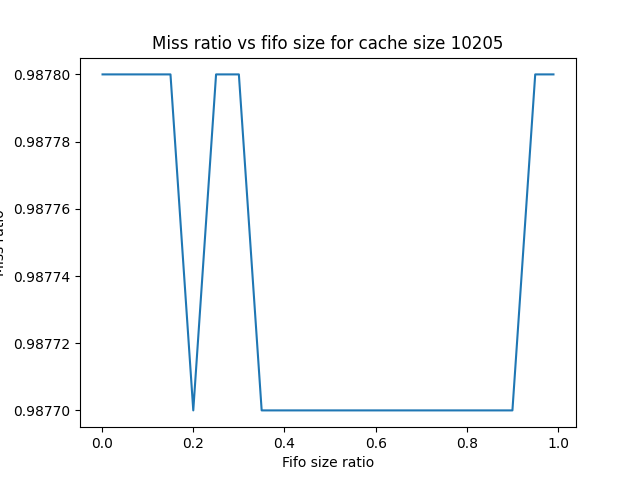 Miss ratio vs fifo size for cache size 10205
0.98780
0.98778
0.98776
0.98774
0.98772
0.98770
Miss ratio
0.0 0.2 0.4 0.6 0.8 1.0
Fifo size ratio